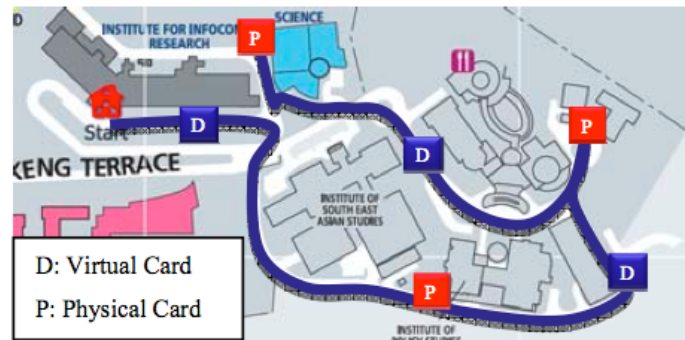 D
INSTITUTE FOR INFOCOM
RESEARCH
SCIENCE
P
Start
D
KENG TERRACE
D
P
INSTITUTE OF
SOUTH EAST
ASIAN STUDIES
D
P
D: Virtual Card
P: Physical Card
INSTITUTE OF